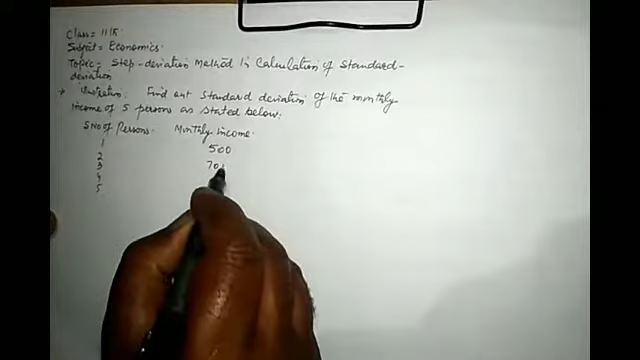 Class = 11th
Subject = Economics.
Topic - Step-deviation Method in Calculation of Standard-
deviation
* Illustration: Find out Standard deviation of the monthly
income of 5 persons as stated below:
S No of Persons. Monthly income.
1 500
2 70
3
4
5